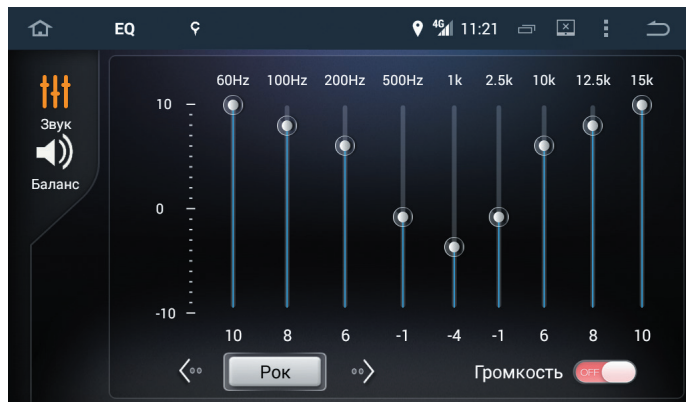 EQ 4G 11:21
Звук
Баланс
60Hz 100Hz 200Hz 500Hz 1k 2.5k 10k 12.5k 15k
10
0
-10
10 8 6 -1 -4 -1 6 8 10
Рок Громкость OFF